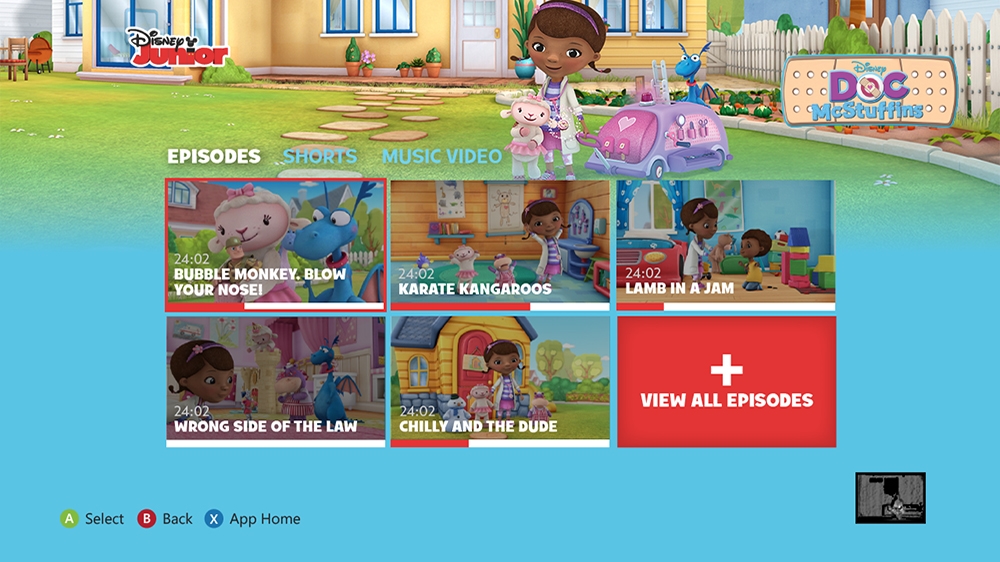 Disney
Junior
Disney
DOC
McStuffins
EPISODES SHORTS MUSIC VIDEO
24:02
BUBBLE MONKEY. BLOW
YOUR NOSE!
24:02
KARATE KANGAROOS
24:02
LAMB IN A JAM
24:02
WRONG SIDE OF THE LAW
24:02
CHILLY AND THE DUDE
+
VIEW ALL EPISODES
A Select B Back X App Home